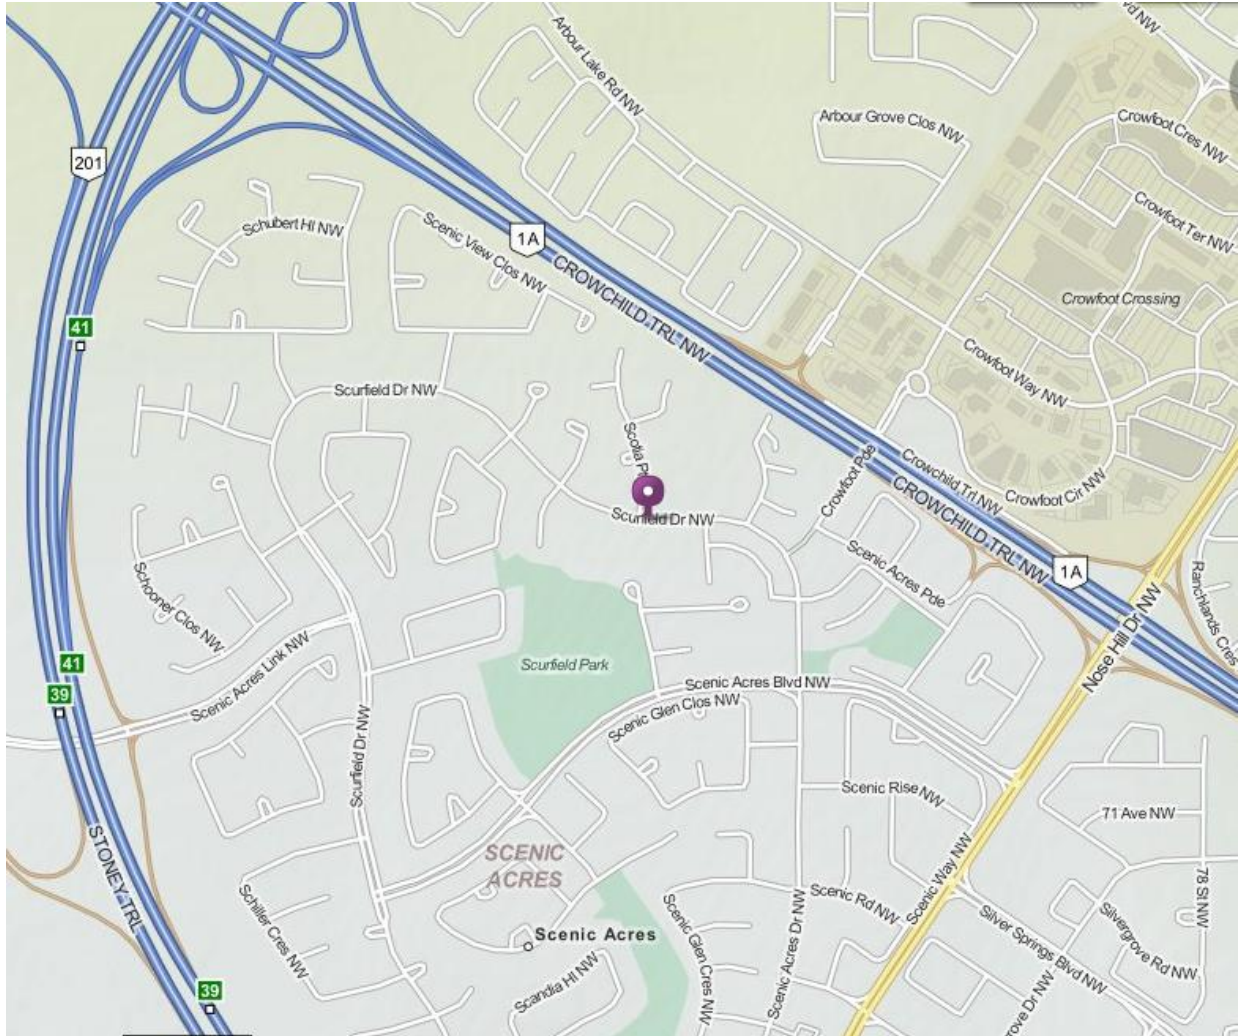 Arbour Lake Rd NW
vd NW
Arbour Grove Clos NW
Crowfoot Cres NW
201
Schubert Hl NW
Scenic View Clos NW
1A
CROWCHILD TRL NW
Crowfoot Ter NW
Crowfoot Crossing
41
Crowfoot Way NW
Scurfield Dr NW
Scotia Pt
Crowfoot Pde
Crowchild Trl NW
Crowfoot Cir NW
Scurfield Dr NW
CROWCHILD TRL NW
1A
Scenic Acres Pde
Ranchlands Cres
Schooner Clos NW
Nose Hill Dr NW
Scurfield Park
41
39
Scenic Acres Link NW
Scenic Acres Blvd NW
Scenic Glen Clos NW
Scurfield Dr NW
Scenic Rise NW
71 Ave NW
STONEY TRL
SCENIC
ACRES
Scenic Way NW
78 St NW
Schiller Cres NW
Scenic Rd NW
Scenic Acres
Scenic Glen Cres NW
Scenic Acres Dr NW
Silver Springs Blvd NW
Silvergrove Rd NW
Scandia Hl NW
39
rove Dr NW